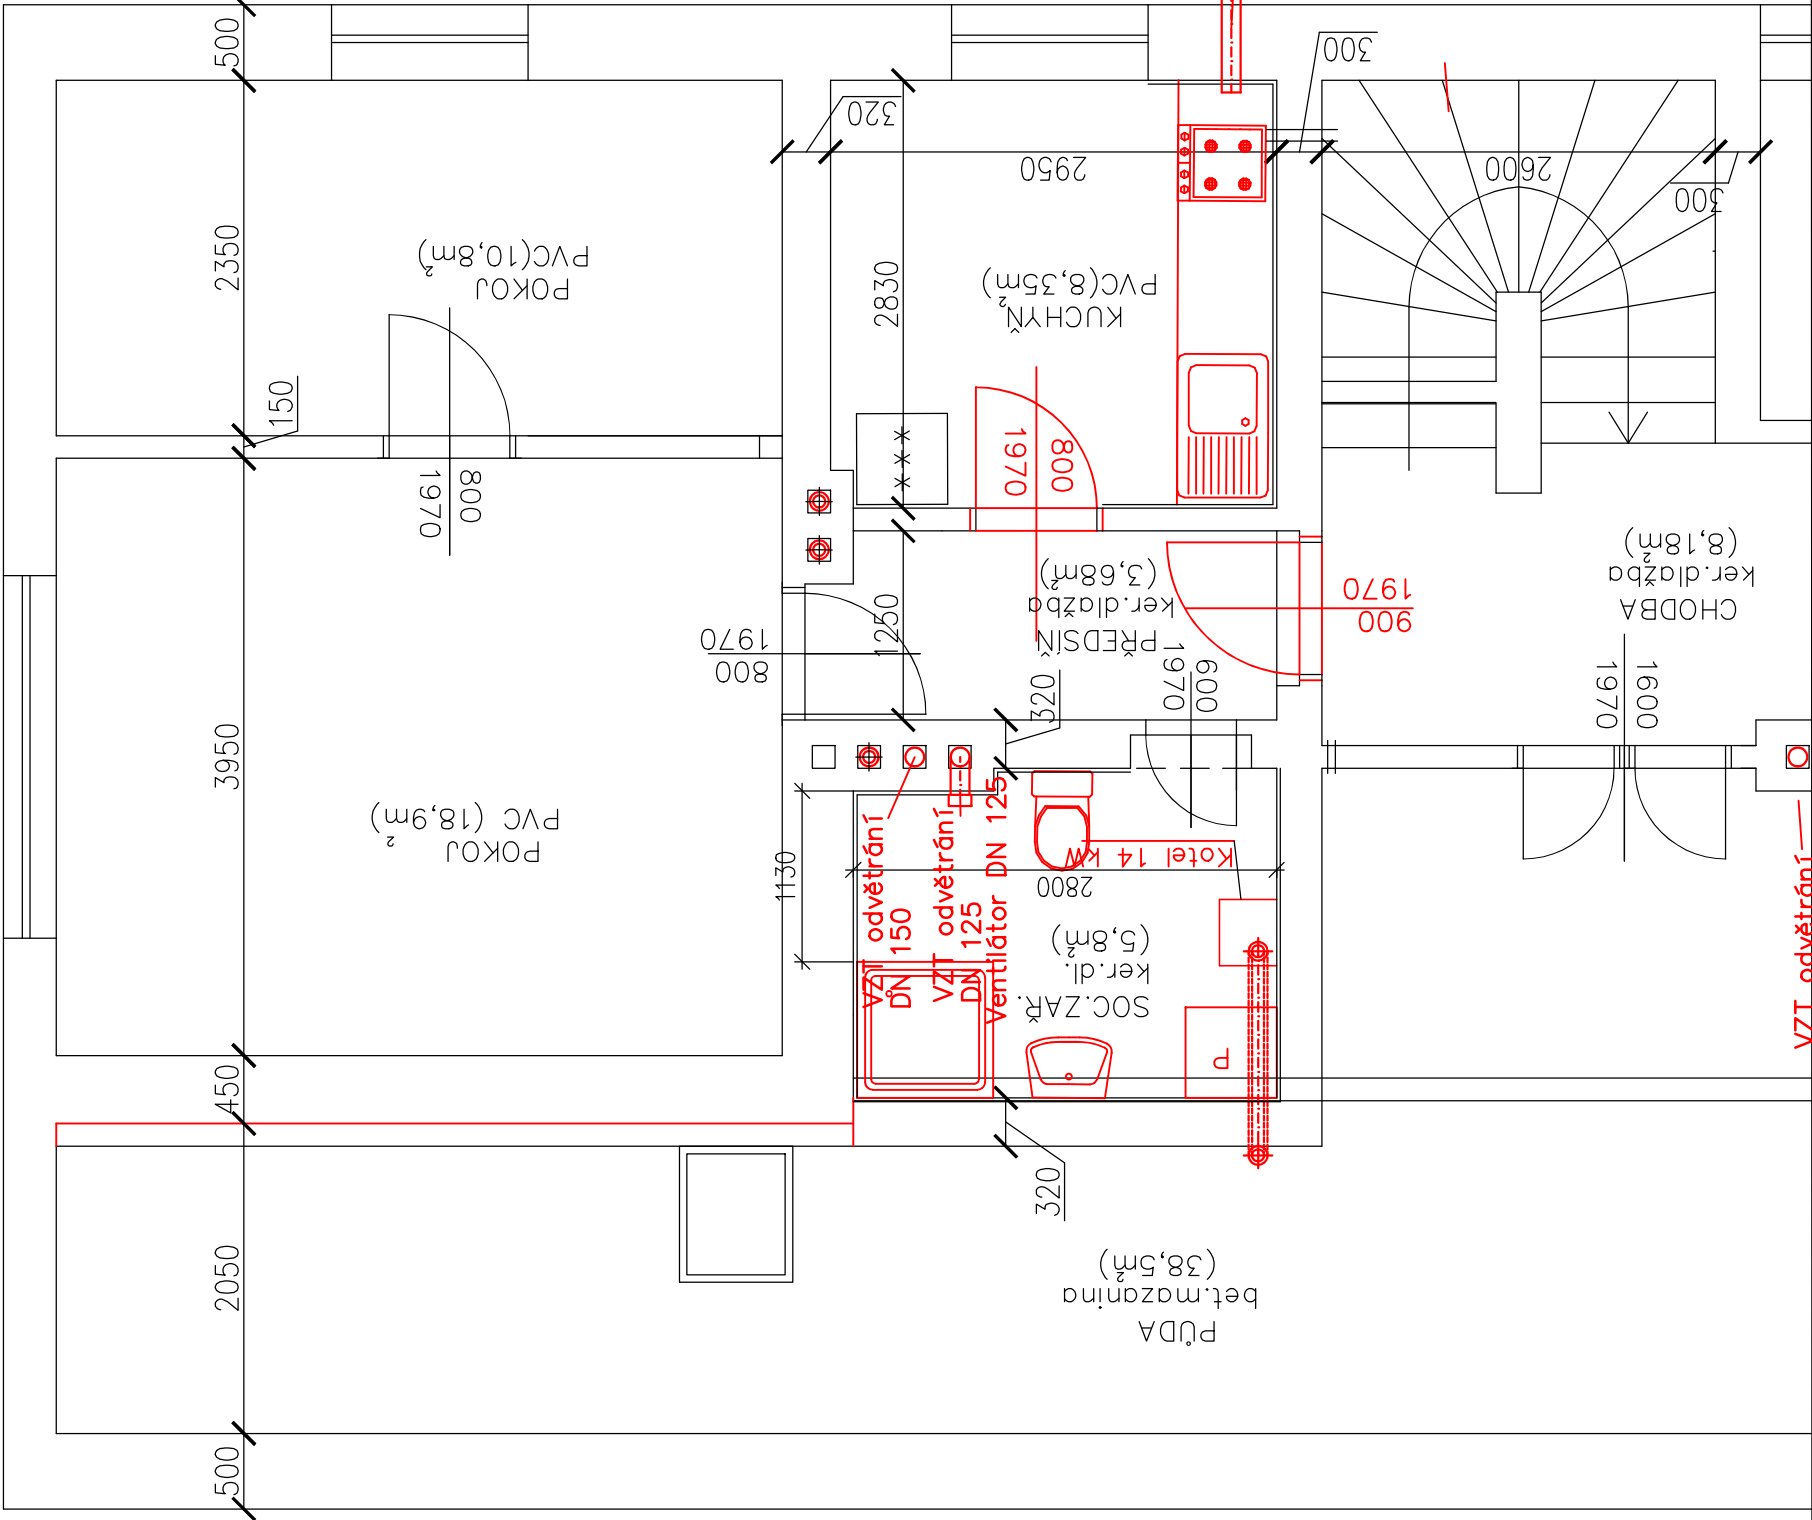 500
2350
150
3950
450
2050
500
320
2950
300
2600
300
POKOJ
PVC(10,8m²)
800
1970
2830
KUCHYŇ
PVC(8,35m²)
***
800
1970
POKOJ
PVC (18,9m²)
800
1970
1250
PŘEDSÍŇ
ker.dlažba
(3,68m²)
900
1970
600
1970
320
CHODBA
ker.dlažba
(8,18m²)
1600
1970
1130
VZT odvětrání
DN 150
VZT odvětrání
DN 125
Ventilátor DN 125
Kotel 14 kW
2800
SOC.ZAŘ.
ker.dl.
(5,8m²)
P
320
VZT odvětrání
PŮDA
bet.mazanina
(38,5m²)